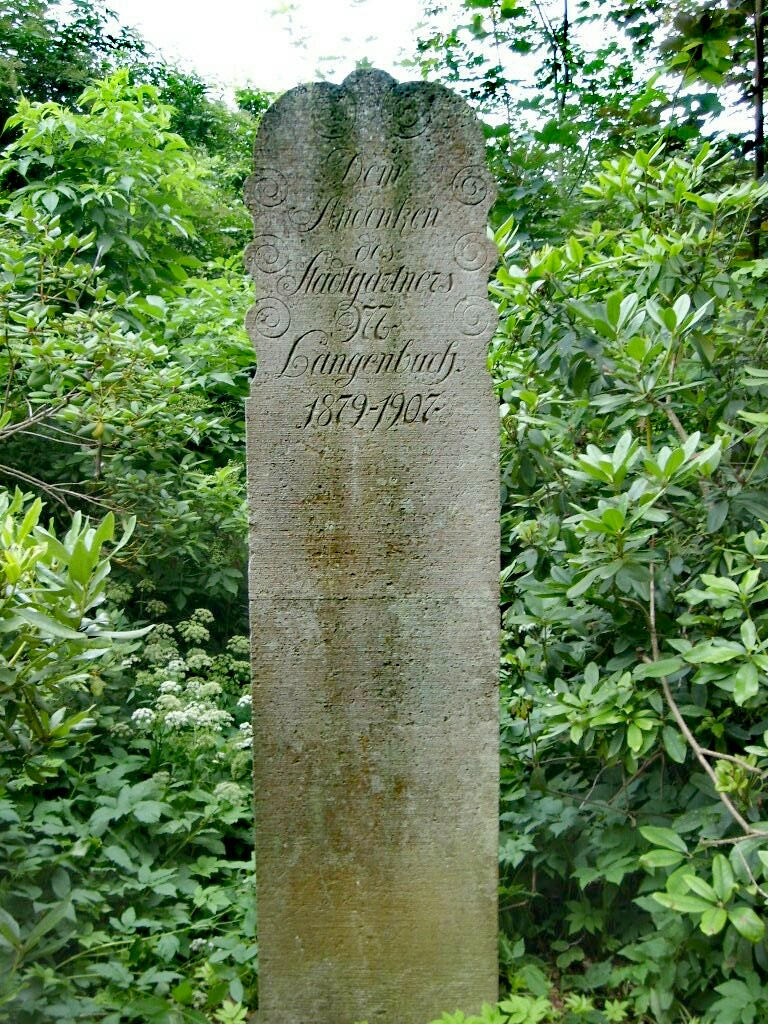 Dem
Andenken
des
Stadtgärtners
M.
Langenbuch.
1879-1907.